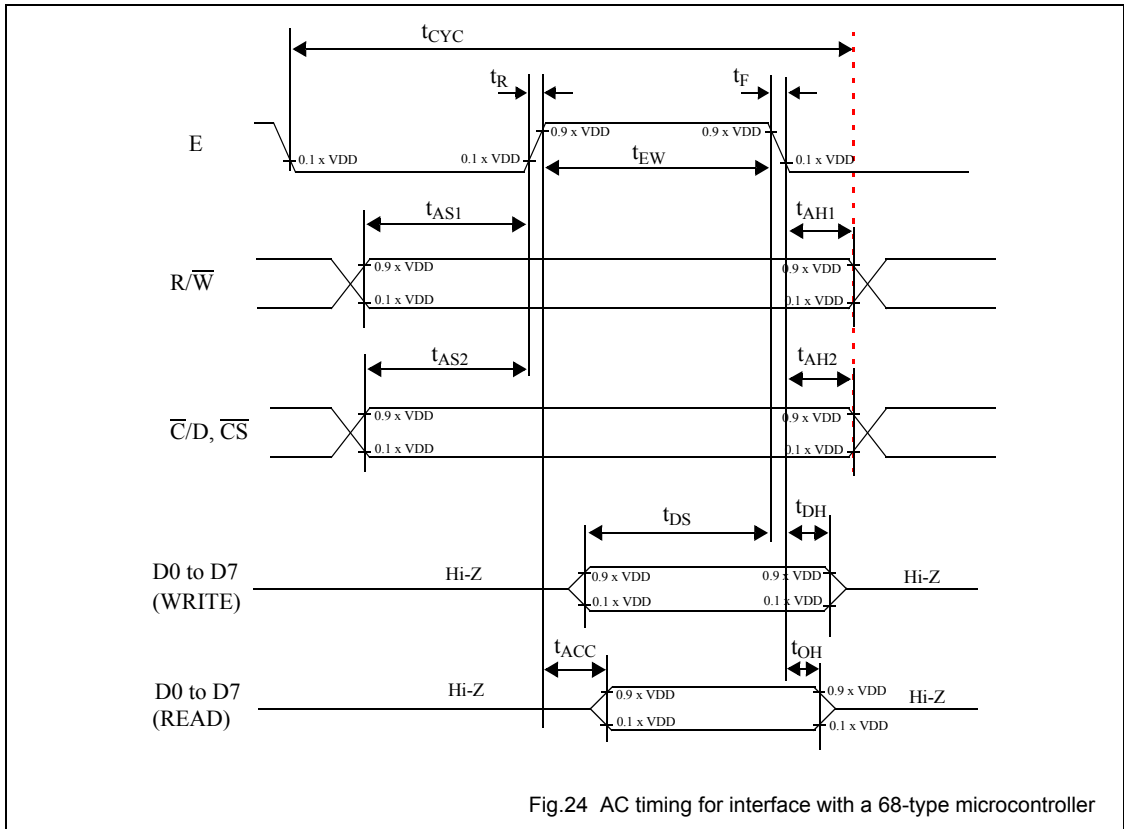 tCYC
tR
tF
E
0.9 x VDD
0.9 x VDD
0.1 x VDD
0.1 x VDD
0.1 x VDD
tEW
tAS1
tAH1
R/W̅
0.9 x VDD
0.9 x VDD
0.1 x VDD
0.1 x VDD
tAS2
tAH2
C̅/D, C̅S̅
0.9 x VDD
0.9 x VDD
0.1 x VDD
0.1 x VDD
tDS
tDH
D0 to D7
(WRITE)
Hi-Z
0.9 x VDD
0.9 x VDD
Hi-Z
0.1 x VDD
0.1 x VDD
tACC
tOH
D0 to D7
(READ)
Hi-Z
0.9 x VDD
0.9 x VDD
Hi-Z
0.1 x VDD
0.1 x VDD
Fig.24 AC timing for interface with a 68-type microcontroller